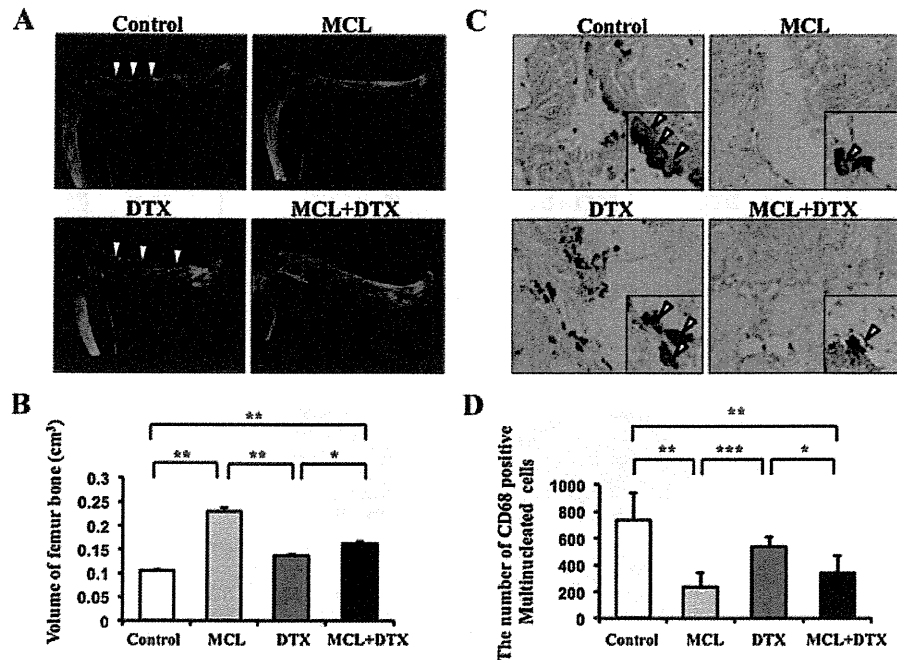 A
Control
MCL
DTX
MCL+DTX
B
**
**
**
*
Volume of femur bone (cm³)
0.3
0.25
0.2
0.15
0.1
0.05
0
Control
MCL
DTX
MCL+DTX
C
Control
MCL
DTX
MCL+DTX
D
**
**
***
*
The number of CD68 positive
Multinucleated cells
1000
800
600
400
200
0
Control
MCL
DTX
MCL+DTX